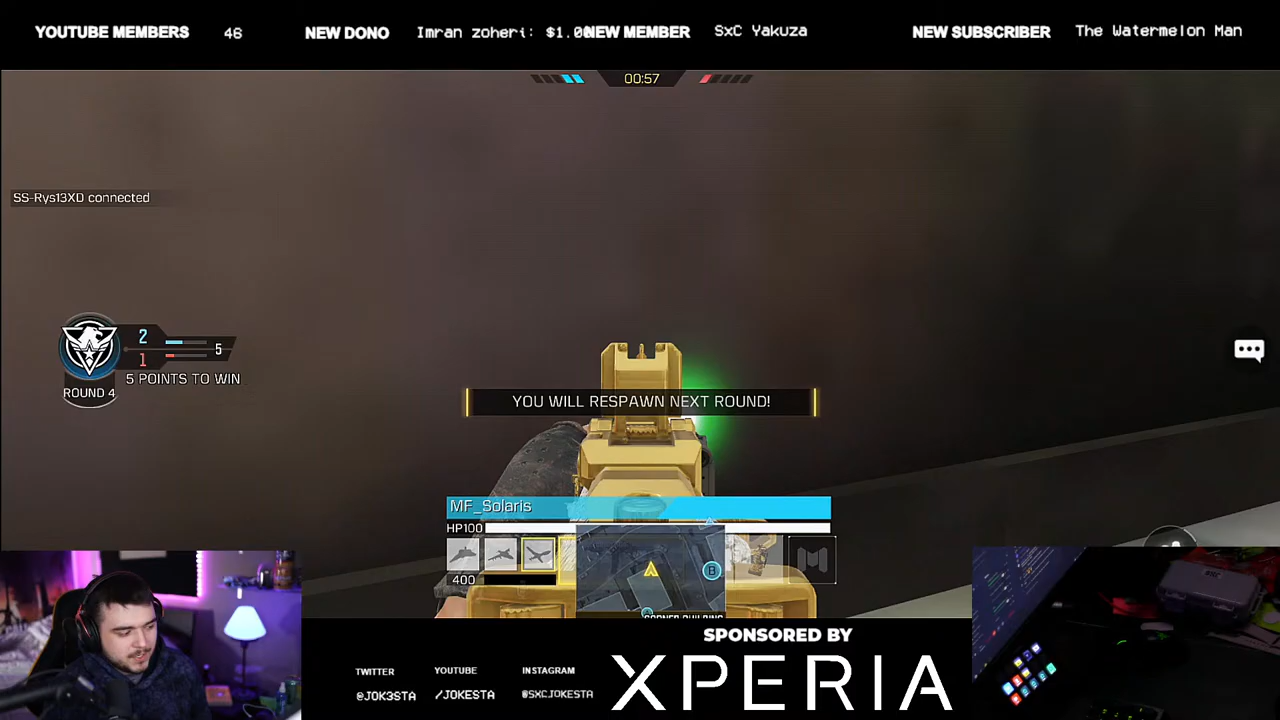 YOUTUBE MEMBERS 46 NEW DONO Imran zoheri: $1.00 NEW MEMBER SxC Yakuza NEW SUBSCRIBER The Watermelon Man
00:57
SS-Rys13XD connected
2
1
5
5 POINTS TO WIN
ROUND 4
YOU WILL RESPAWN NEXT ROUND!
MF_Solaris
HP100
400
A
B
CORNER BUILDING
SPONSORED BY
XPERIA
TWITTER YOUTUBE INSTAGRAM
@JOK3STA /JOKESTA @SXCJOKESTA